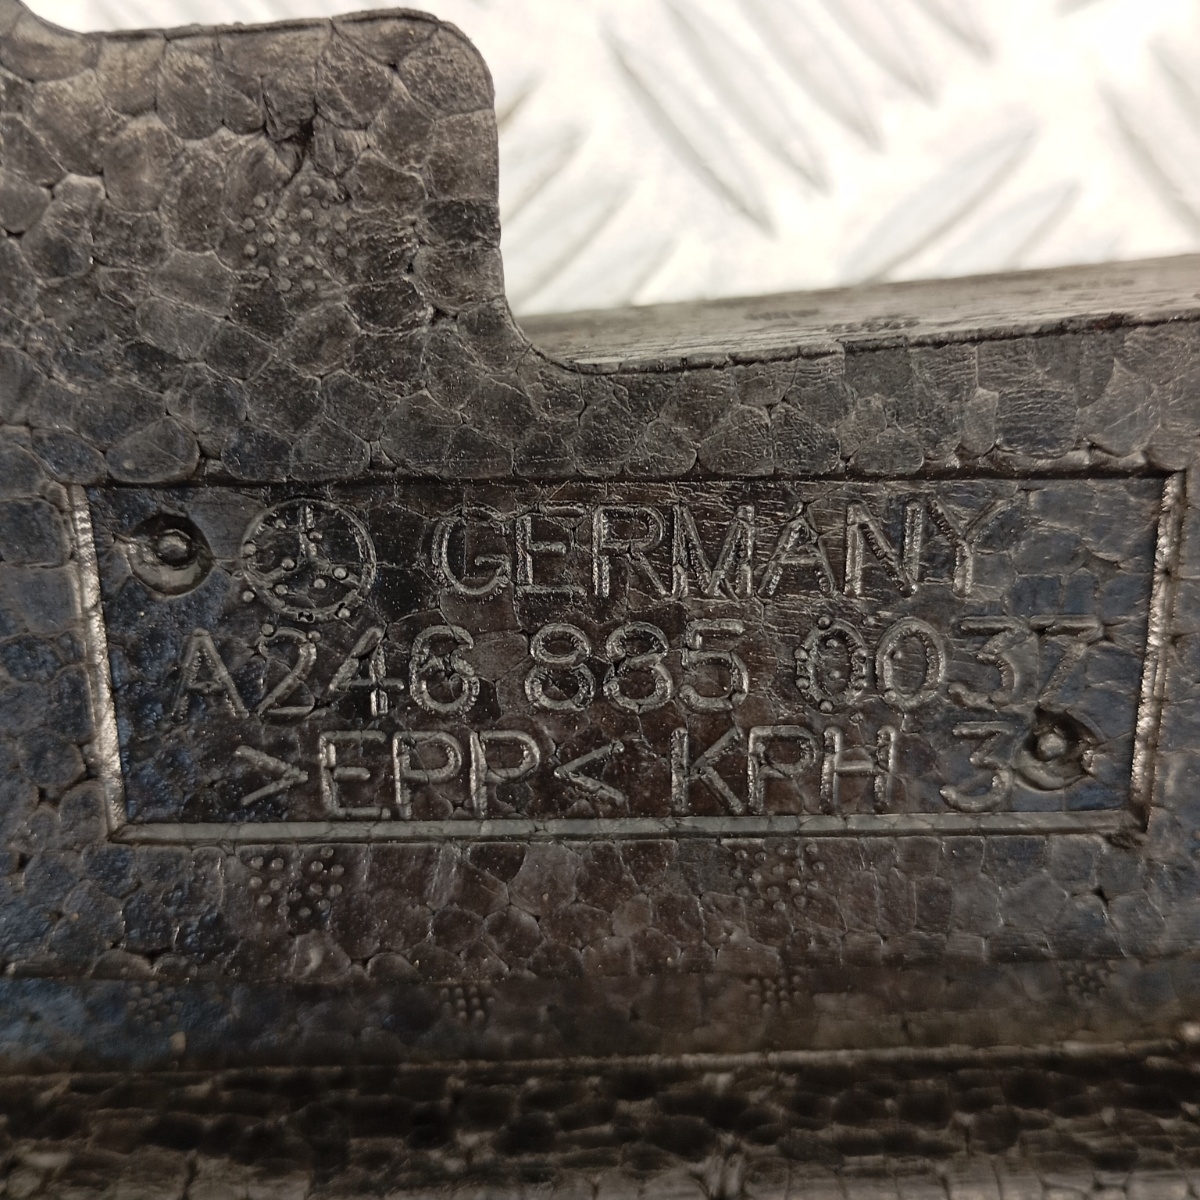 GERMANY
A246 885 0037
>EPP< KPH 3